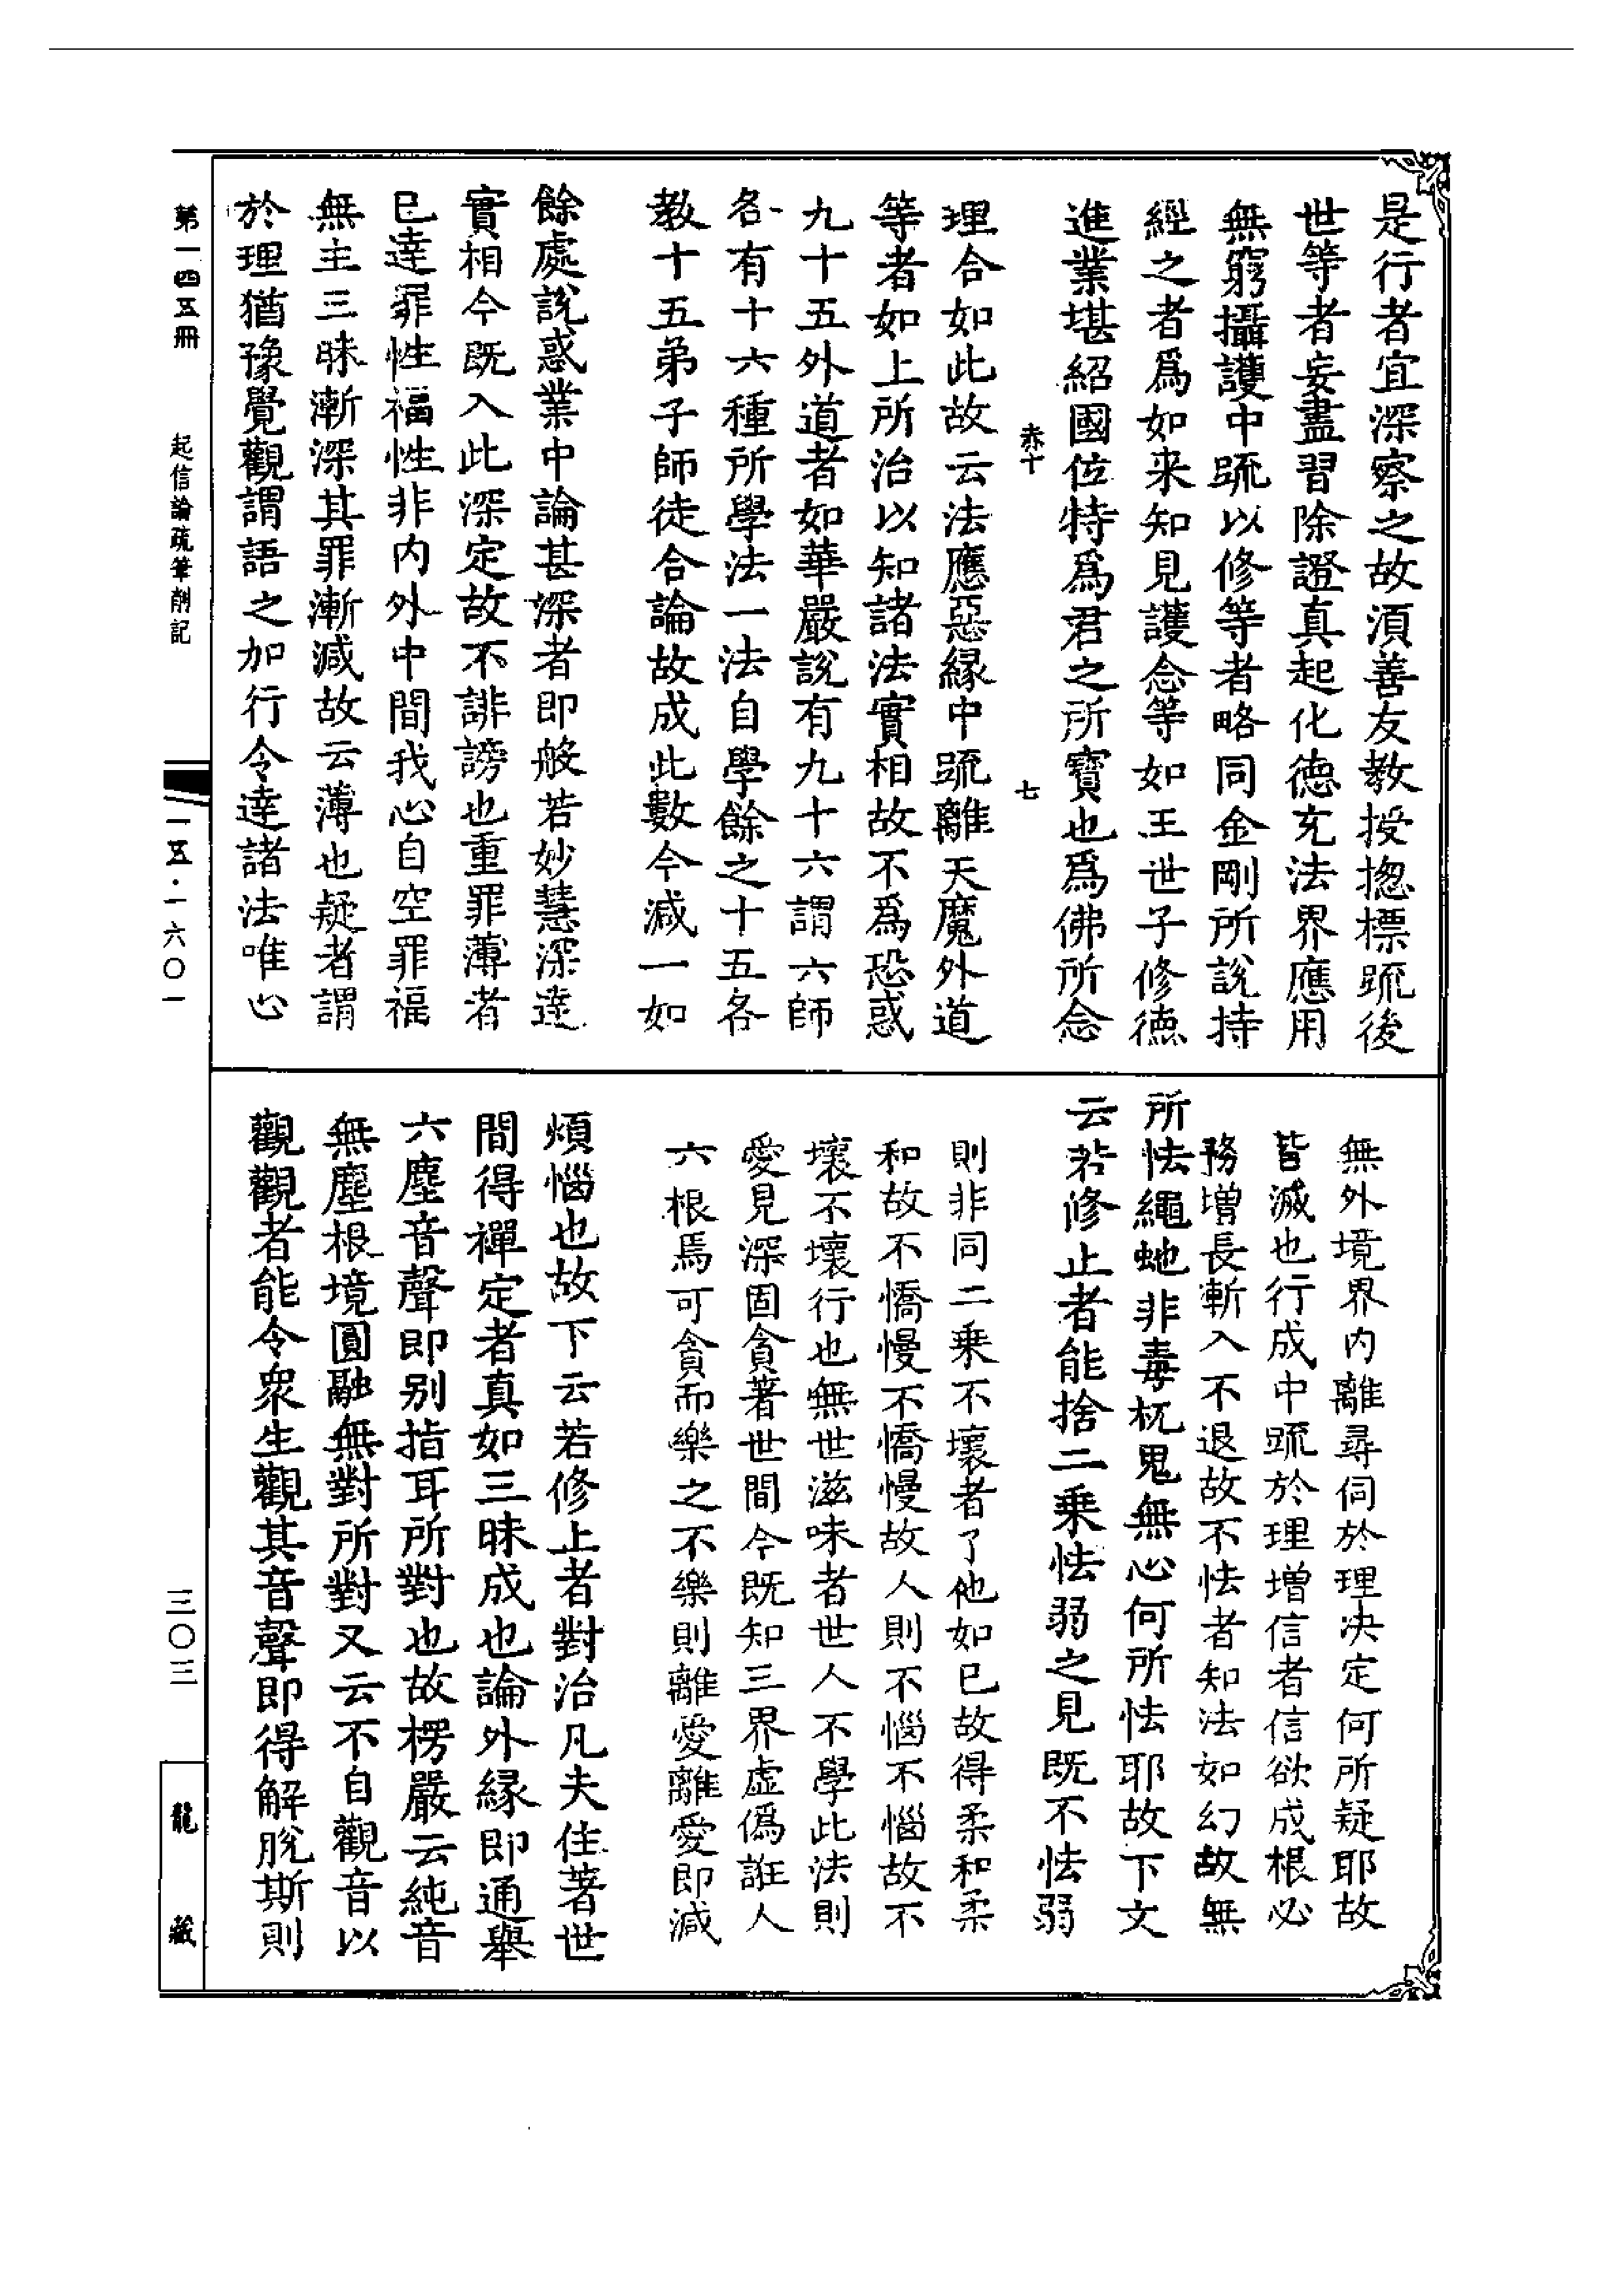 是行者宜深察之故須善友教授揔標䟽後
世等者妄盡習除證真起化德充法界應用
無窮攝護中䟽以修等者略同金剛所說持
經之者爲如来知見護念等如王世子修德
進業堪紹國位特爲君之所寶也爲佛所念
赤十
七
理合如此故云法應惡緣中䟽離天魔外道
等者如上所治以知諸法實相故不爲恐惑
九十五外道者如華嚴說有九十六謂六師
各有十六種所學法一法自學餘之十五各
教十五弟子師徒合論故成此數今減一如
餘處說惑業中論甚深者即般若妙慧深達
實相今既入此深定故不誹謗也重罪薄者
已達罪性福性非内外中間我心自空罪福
無主三昧漸深其罪漸減故云薄也疑者謂
於理猶豫覺觀謂語之加行令達諸法唯心
無外境界内離尋伺於理决定何所疑耶故
皆滅也行成中䟽於理增信者信欲成根必
務增長漸入不退故不怯者知法如幻故無
所怯繩虵非毒杌鬼無心何所怯耶故下文
云若修止者能捨二乘怯弱之見既不怯弱
則非同二乘不壞者了他如已故得柔和柔
和故不憍慢不憍慢故人則不惱不惱故不
壞不壞行也無世滋味者世人不學此法則
愛見深固貪著世間今既知三界虛僞誑人
六根焉可貪而樂之不樂則離愛離愛即減
煩惱也故下云若修止者對治凡夫住著世
間得禪定者真如三昧成也論外緣即通舉
六塵音聲即别指耳所對也故楞嚴云純音
無塵根境圓融無對所對又云不自觀音以
觀觀者能令衆生觀其音聲即得解脫斯則
第一四五冊
起信論疏筆削記
一五·一六〇一
三〇三
龍藏